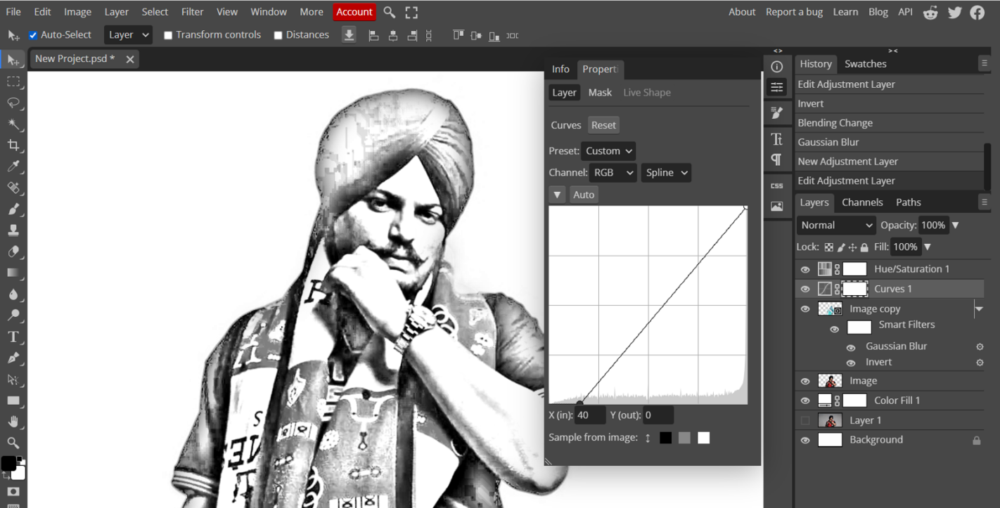 File Edit Image Layer Select Filter View Window More Account About Report a bug Learn Blog API
Auto-Select Layer Transform controls Distances
New Project.psd *
Info Properti
Layer Mask Live Shape
Curves Reset
Preset: Custom
Channel: RGB Spline
Auto
X (in): 40 Y (out): 0
Sample from image:
CSS
History Swatches
Edit Adjustment Layer
Invert
Blending Change
Gaussian Blur
New Adjustment Layer
Edit Adjustment Layer
Layers Channels Paths
Normal Opacity: 100%
Lock: Fill: 100%
Hue/Saturation 1
Curves 1
Image copy
Smart Filters
Gaussian Blur
Invert
Image
Color Fill 1
Layer 1
Background